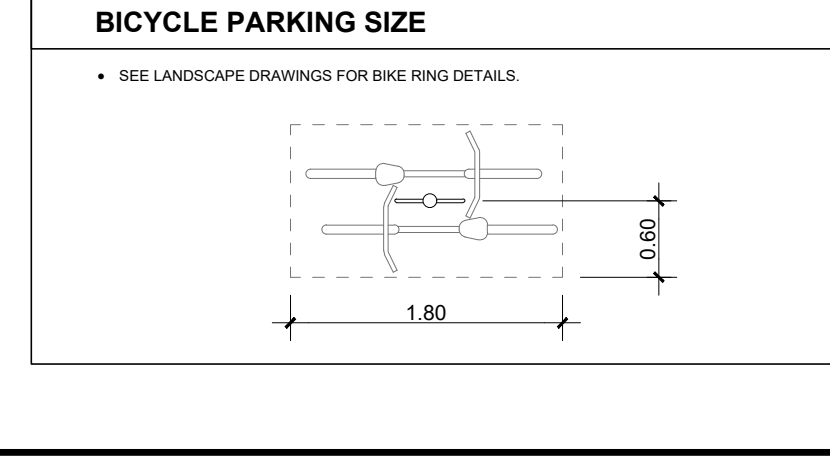 BICYCLE PARKING SIZE
• SEE LANDSCAPE DRAWINGS FOR BIKE RING DETAILS.
0.60
1.80